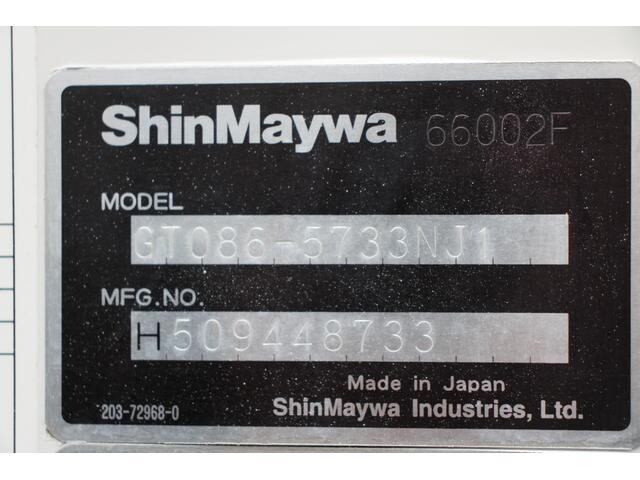 ShinMaywa 66002F
MODEL
GT086-5733NJ1
MFG.NO.
H509448733
Made in Japan
203-72968-0 ShinMaywa Industries, Ltd.